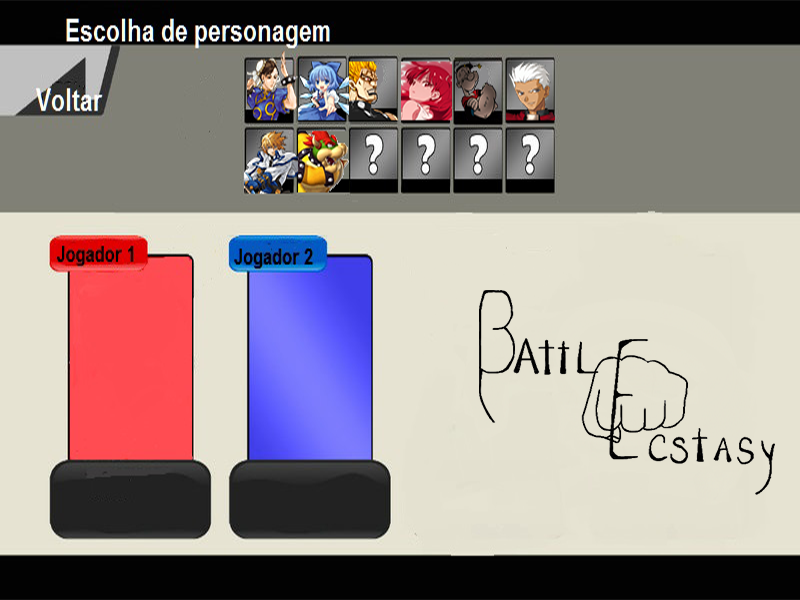 Escolha de personagem
Voltar
? ? ? ?
Jogador 1
Jogador 2
BATTLE
ECSTASY